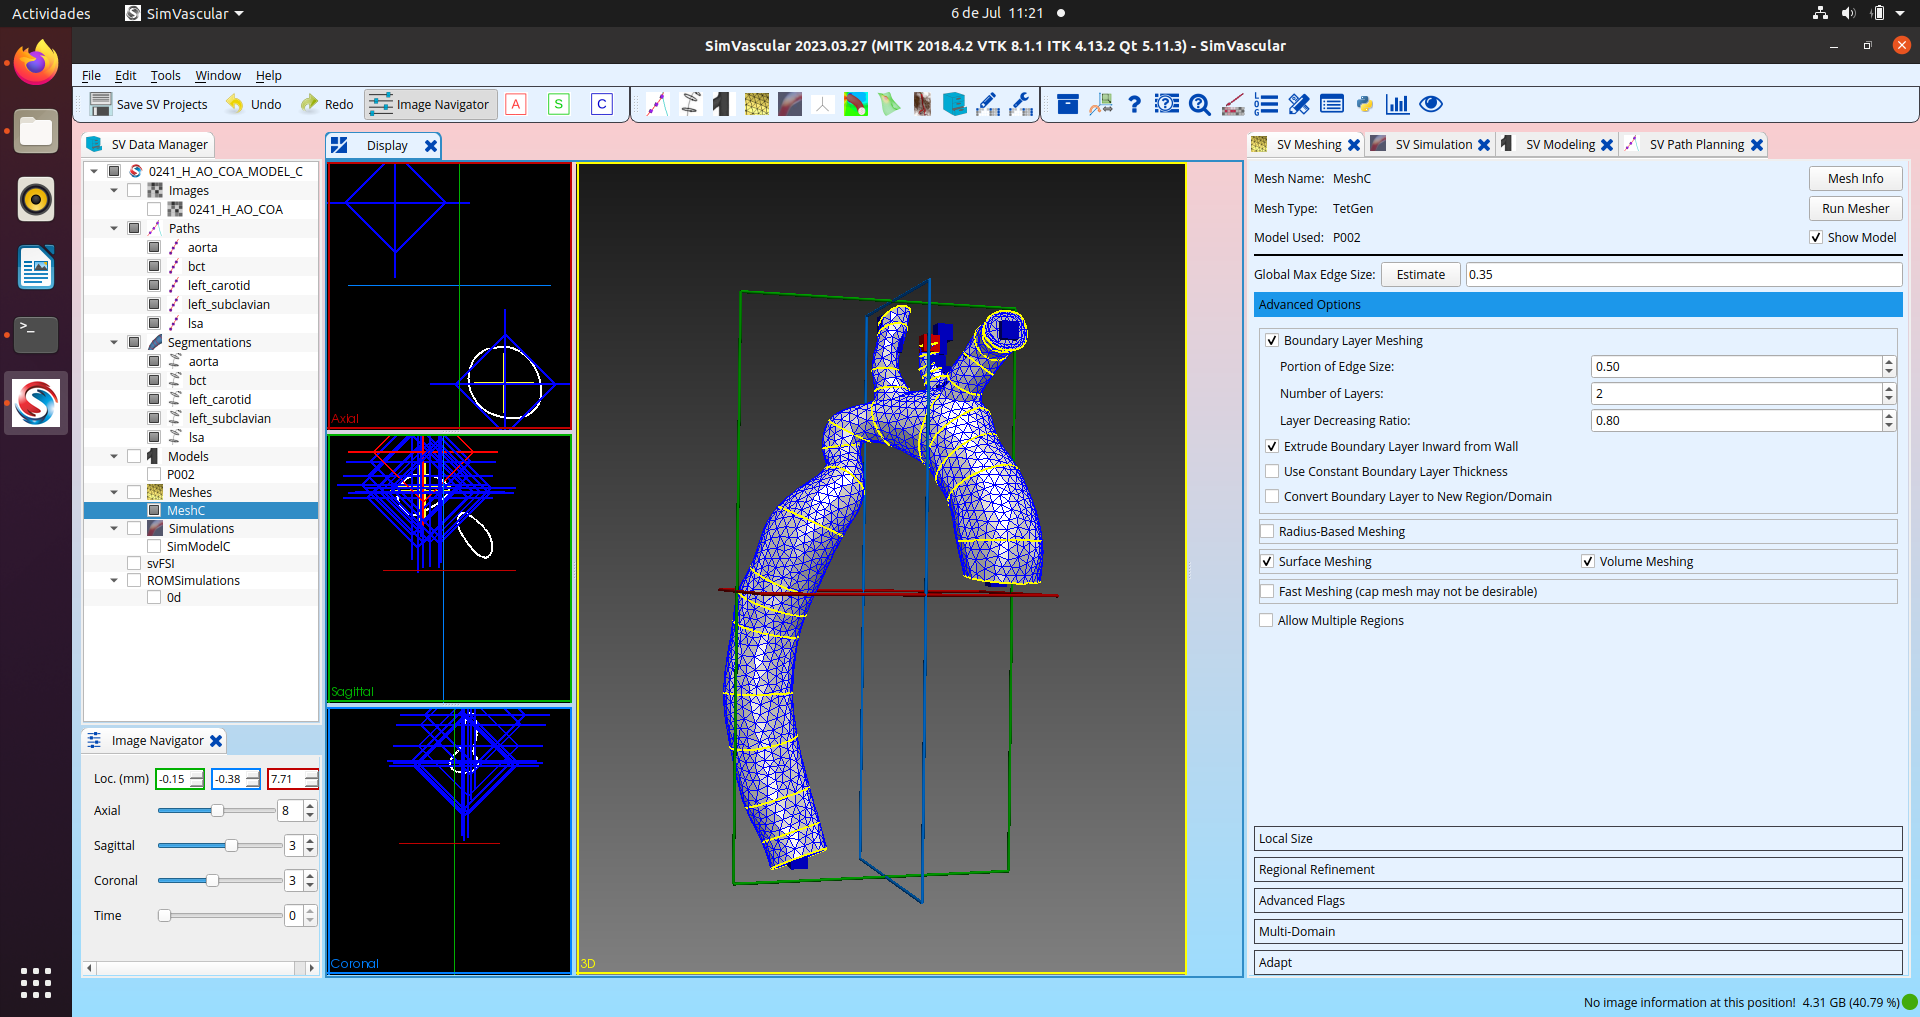 Actividades
SimVascular
6 de Jul 11:21
SimVascular 2023.03.27 (MITK 2018.4.2 VTK 8.1.1 ITK 4.13.2 Qt 5.11.3) - SimVascular
File Edit Tools Window Help
Save SV Projects Undo Redo Image Navigator A S C
SV Data Manager
0241_H_AO_COA_MODEL_C
Images
0241_H_AO_COA
Paths
aorta
bct
left_carotid
left_subclavian
lsa
Segmentations
aorta
bct
left_carotid
left_subclavian
lsa
Models
P002
Meshes
MeshC
Simulations
SimModelC
svFSI
ROMSimulations
0d
Image Navigator
Loc. (mm) -0.15 -0.38 7.71
Axial 8
Sagittal 3
Coronal 3
Time 0
Display
Axial
Sagittal
Coronal
3D
SV Meshing SV Simulation SV Modeling SV Path Planning
Mesh Name: MeshC Mesh Info
Mesh Type: TetGen Run Mesher
Model Used: P002 Show Model
Global Max Edge Size: Estimate 0.35
Advanced Options
Boundary Layer Meshing
Portion of Edge Size: 0.50
Number of Layers: 2
Layer Decreasing Ratio: 0.80
Extrude Boundary Layer Inward from Wall
Use Constant Boundary Layer Thickness
Convert Boundary Layer to New Region/Domain
Radius-Based Meshing
Surface Meshing Volume Meshing
Fast Meshing (cap mesh may not be desirable)
Allow Multiple Regions
Local Size
Regional Refinement
Advanced Flags
Multi-Domain
Adapt
No image information at this position! 4.31 GB (40.79 %)